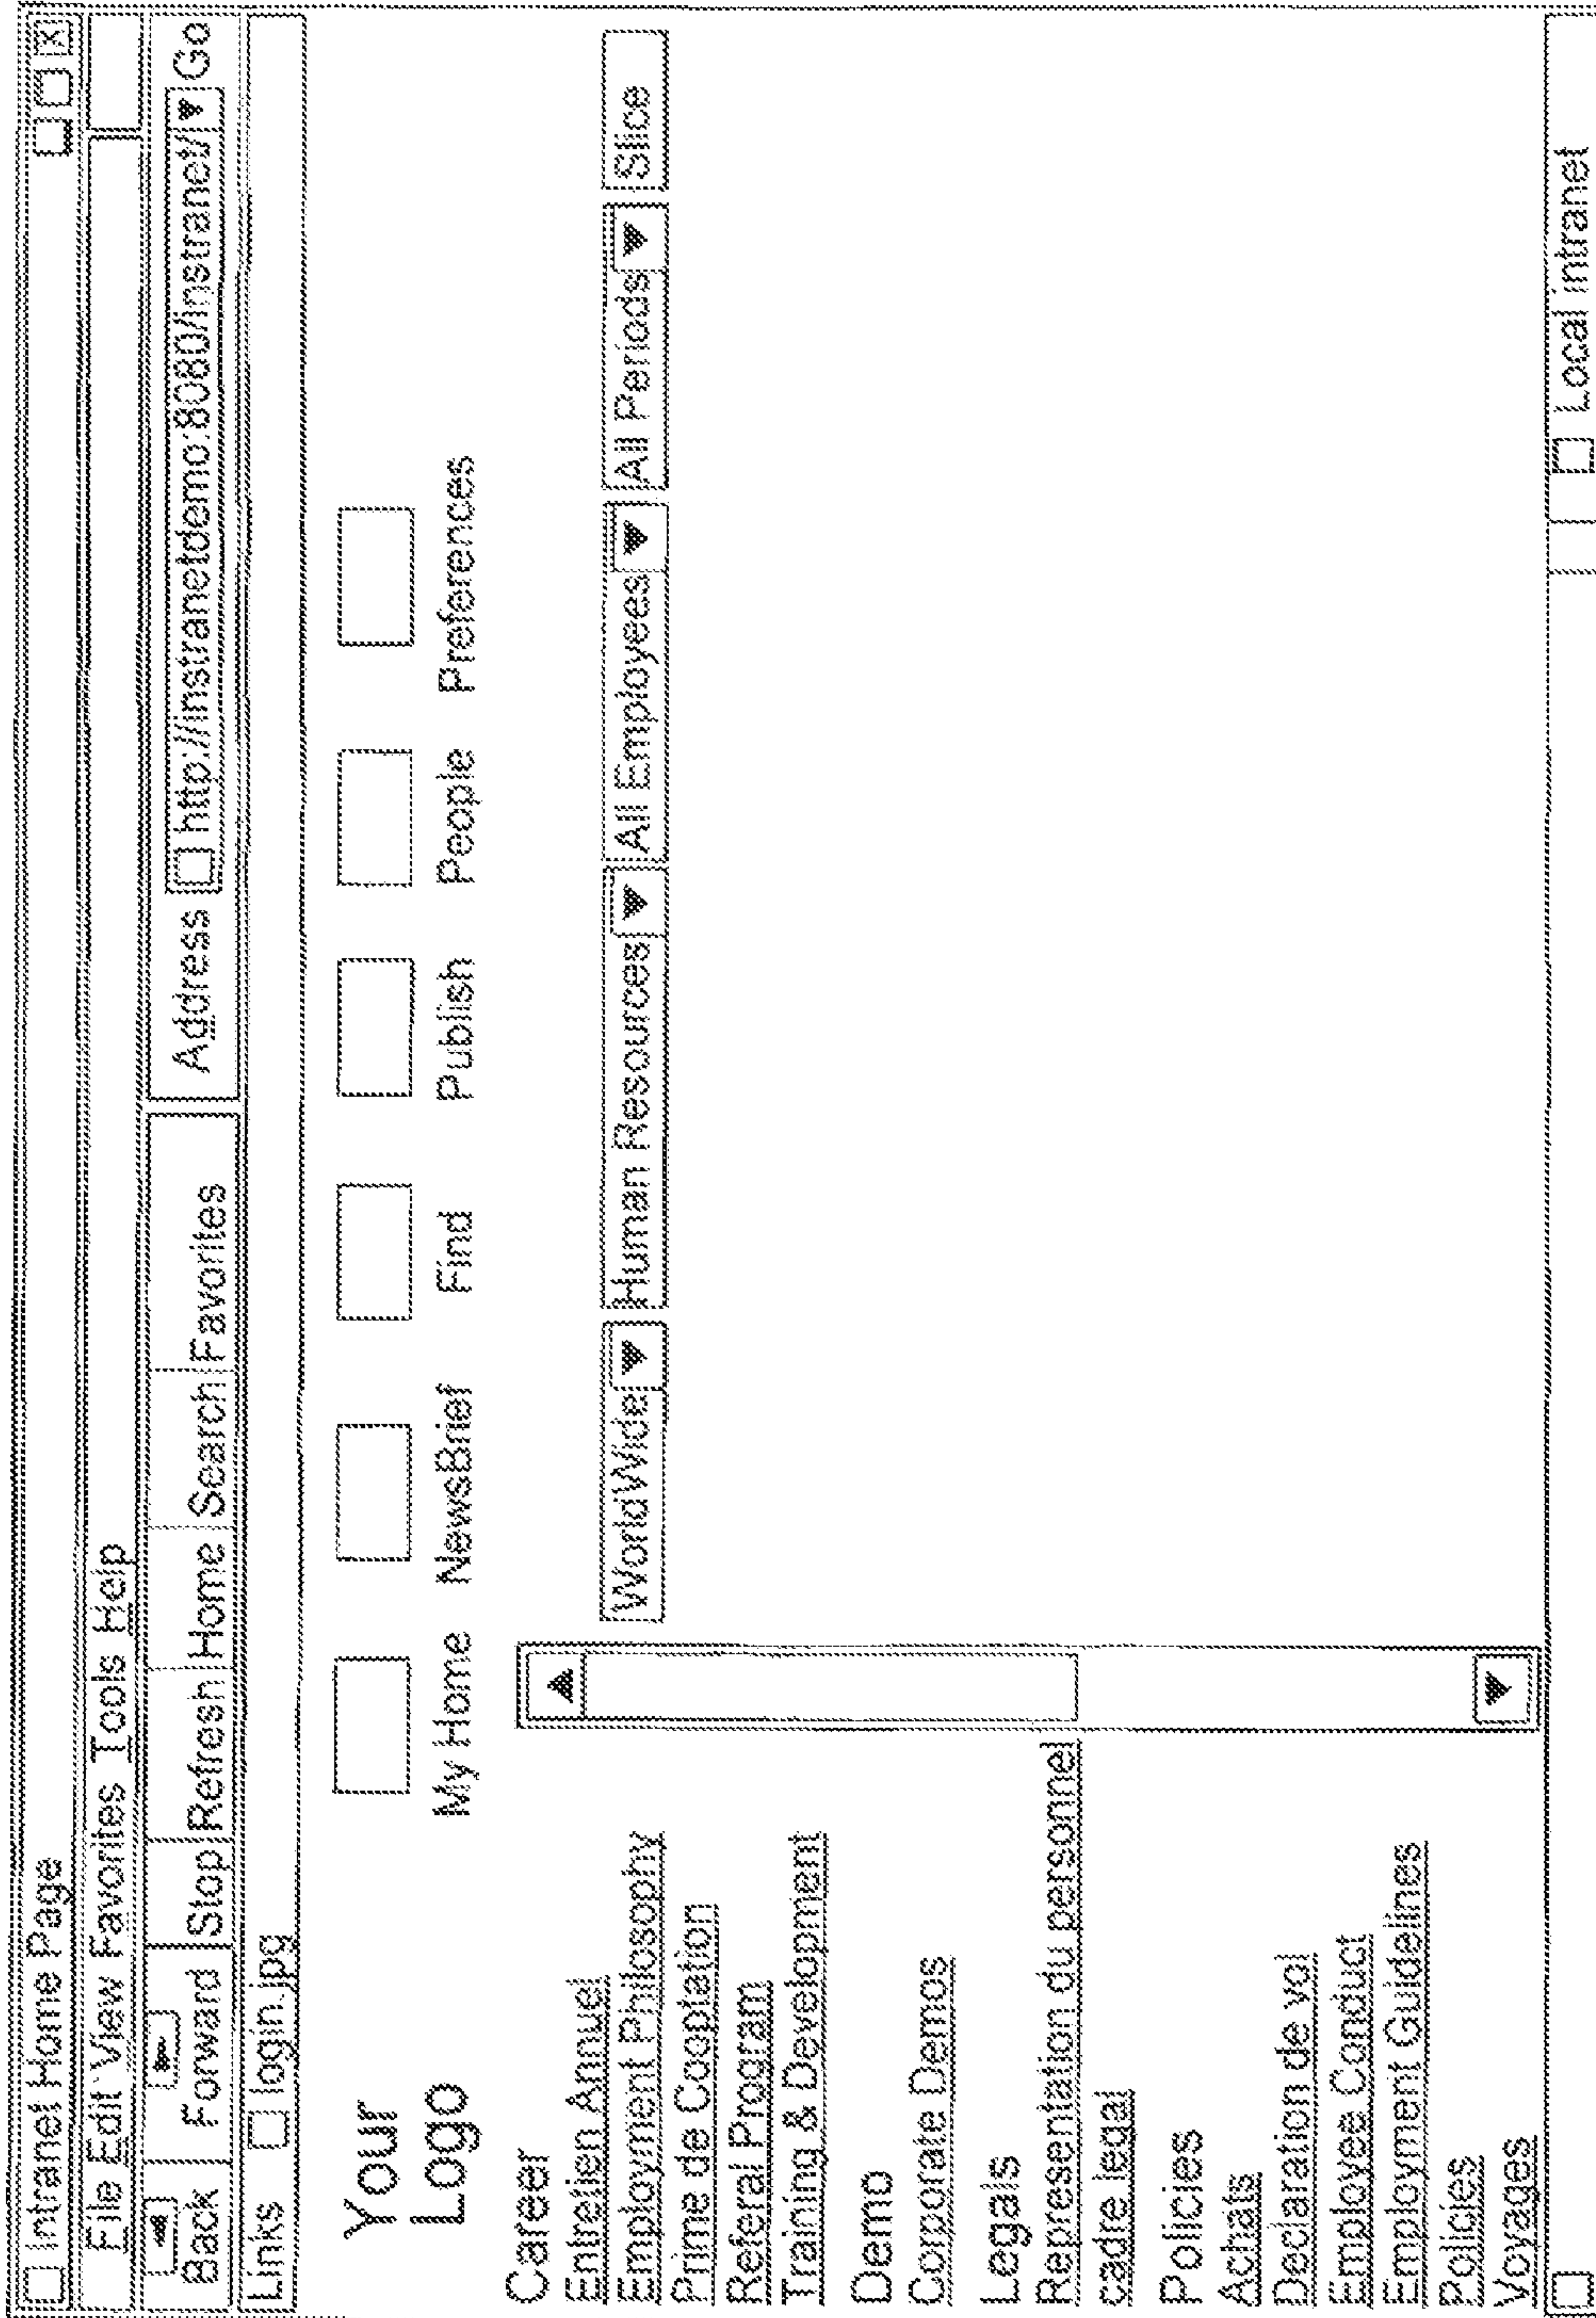 Intranet Home Page
File Edit View Favorites Tools Help
Back Forward Stop Refresh Home Search Favorites Address http://instranetdemo:8080/instranet/ Go
Links login.jpg
Your
Logo
My Home NewsBrief Find Publish People Preferences
WorldWide Human Resources All Employees All Periods Slice
Career
Entretien Annuel
Employment Philosophy
Prime de Cooptation
Referal Program
Training & Development
Demo
Corporate Demos
Legals
Representation du personnel
cadre legal
Policies
Achats
Declaration de vol
Employee Conduct
Employment Guidelines
Policies
Voyages
Local intranet